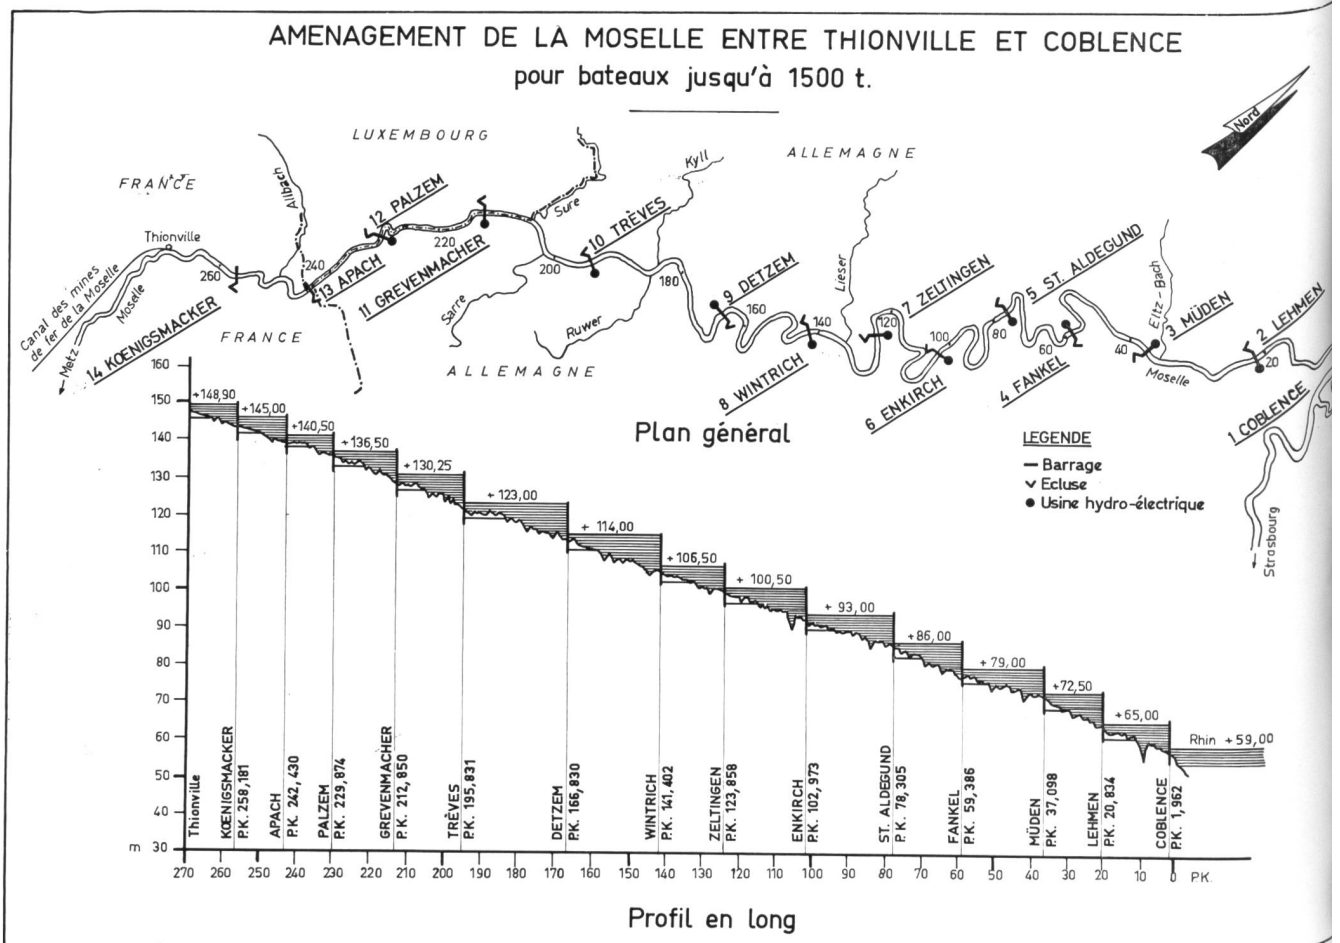 AMENAGEMENT DE LA MOSELLE ENTRE THIONVILLE ET COBLENCE
pour bateaux jusqu'à 1500 t.
Nord
LUXEMBOURG
ALLEMAGNE
FRANCE
Kyll
Sure
Thionville
12 PALZEM
220
11 GREVENMACHER
10 TRÈVES
200
180
260
240
13 APACH
14 KŒNIGSMACKER
FRANCE
Canal des mines
de fer de la Moselle
Moselle
Metz
Sarre
Ruwer
ALLEMAGNE
9 DETZEM
160
8 WINTRICH
140
Lieser
7 ZELTINGEN
120
100
6 ENKIRCH
5 ST. ALDEGUND
80
60
4 FANKEL
Eltz-Bach
3 MÜDEN
40
Moselle
2 LEHMEN
20
1 COBLENCE
Strasbourg
Plan général
LEGENDE
Barrage
Ecluse
Usine hydro-électrique
160
150
140
130
120
110
100
90
80
70
60
50
40
m 30
+148,90
+145,00
+140,50
+136,50
+130,25
+123,00
+114,00
+106,50
+100,50
+93,00
+86,00
+79,00
+72,50
+65,00
Rhin +59,00
Thionville
KŒNIGSMACKER
P.K. 258,181
APACH
P.K. 242,430
PALZEM
P.K. 229,874
GREVENMACHER
P.K. 212,850
TRÈVES
P.K. 195,831
DETZEM
P.K. 166,830
WINTRICH
P.K. 141,402
ZELTINGEN
P.K. 123,858
ENKIRCH
P.K. 102,973
ST. ALDEGUND
P.K. 78,305
FANKEL
P.K. 59,386
MÜDEN
P.K. 37,098
LEHMEN
P.K. 20,834
COBLENCE
P.K. 1,962
270 260 250 240 230 220 210 200 190 180 170 160 150 140 130 120 110 100 90 80 70 60 50 40 30 20 10 0 PK.
Profil en long